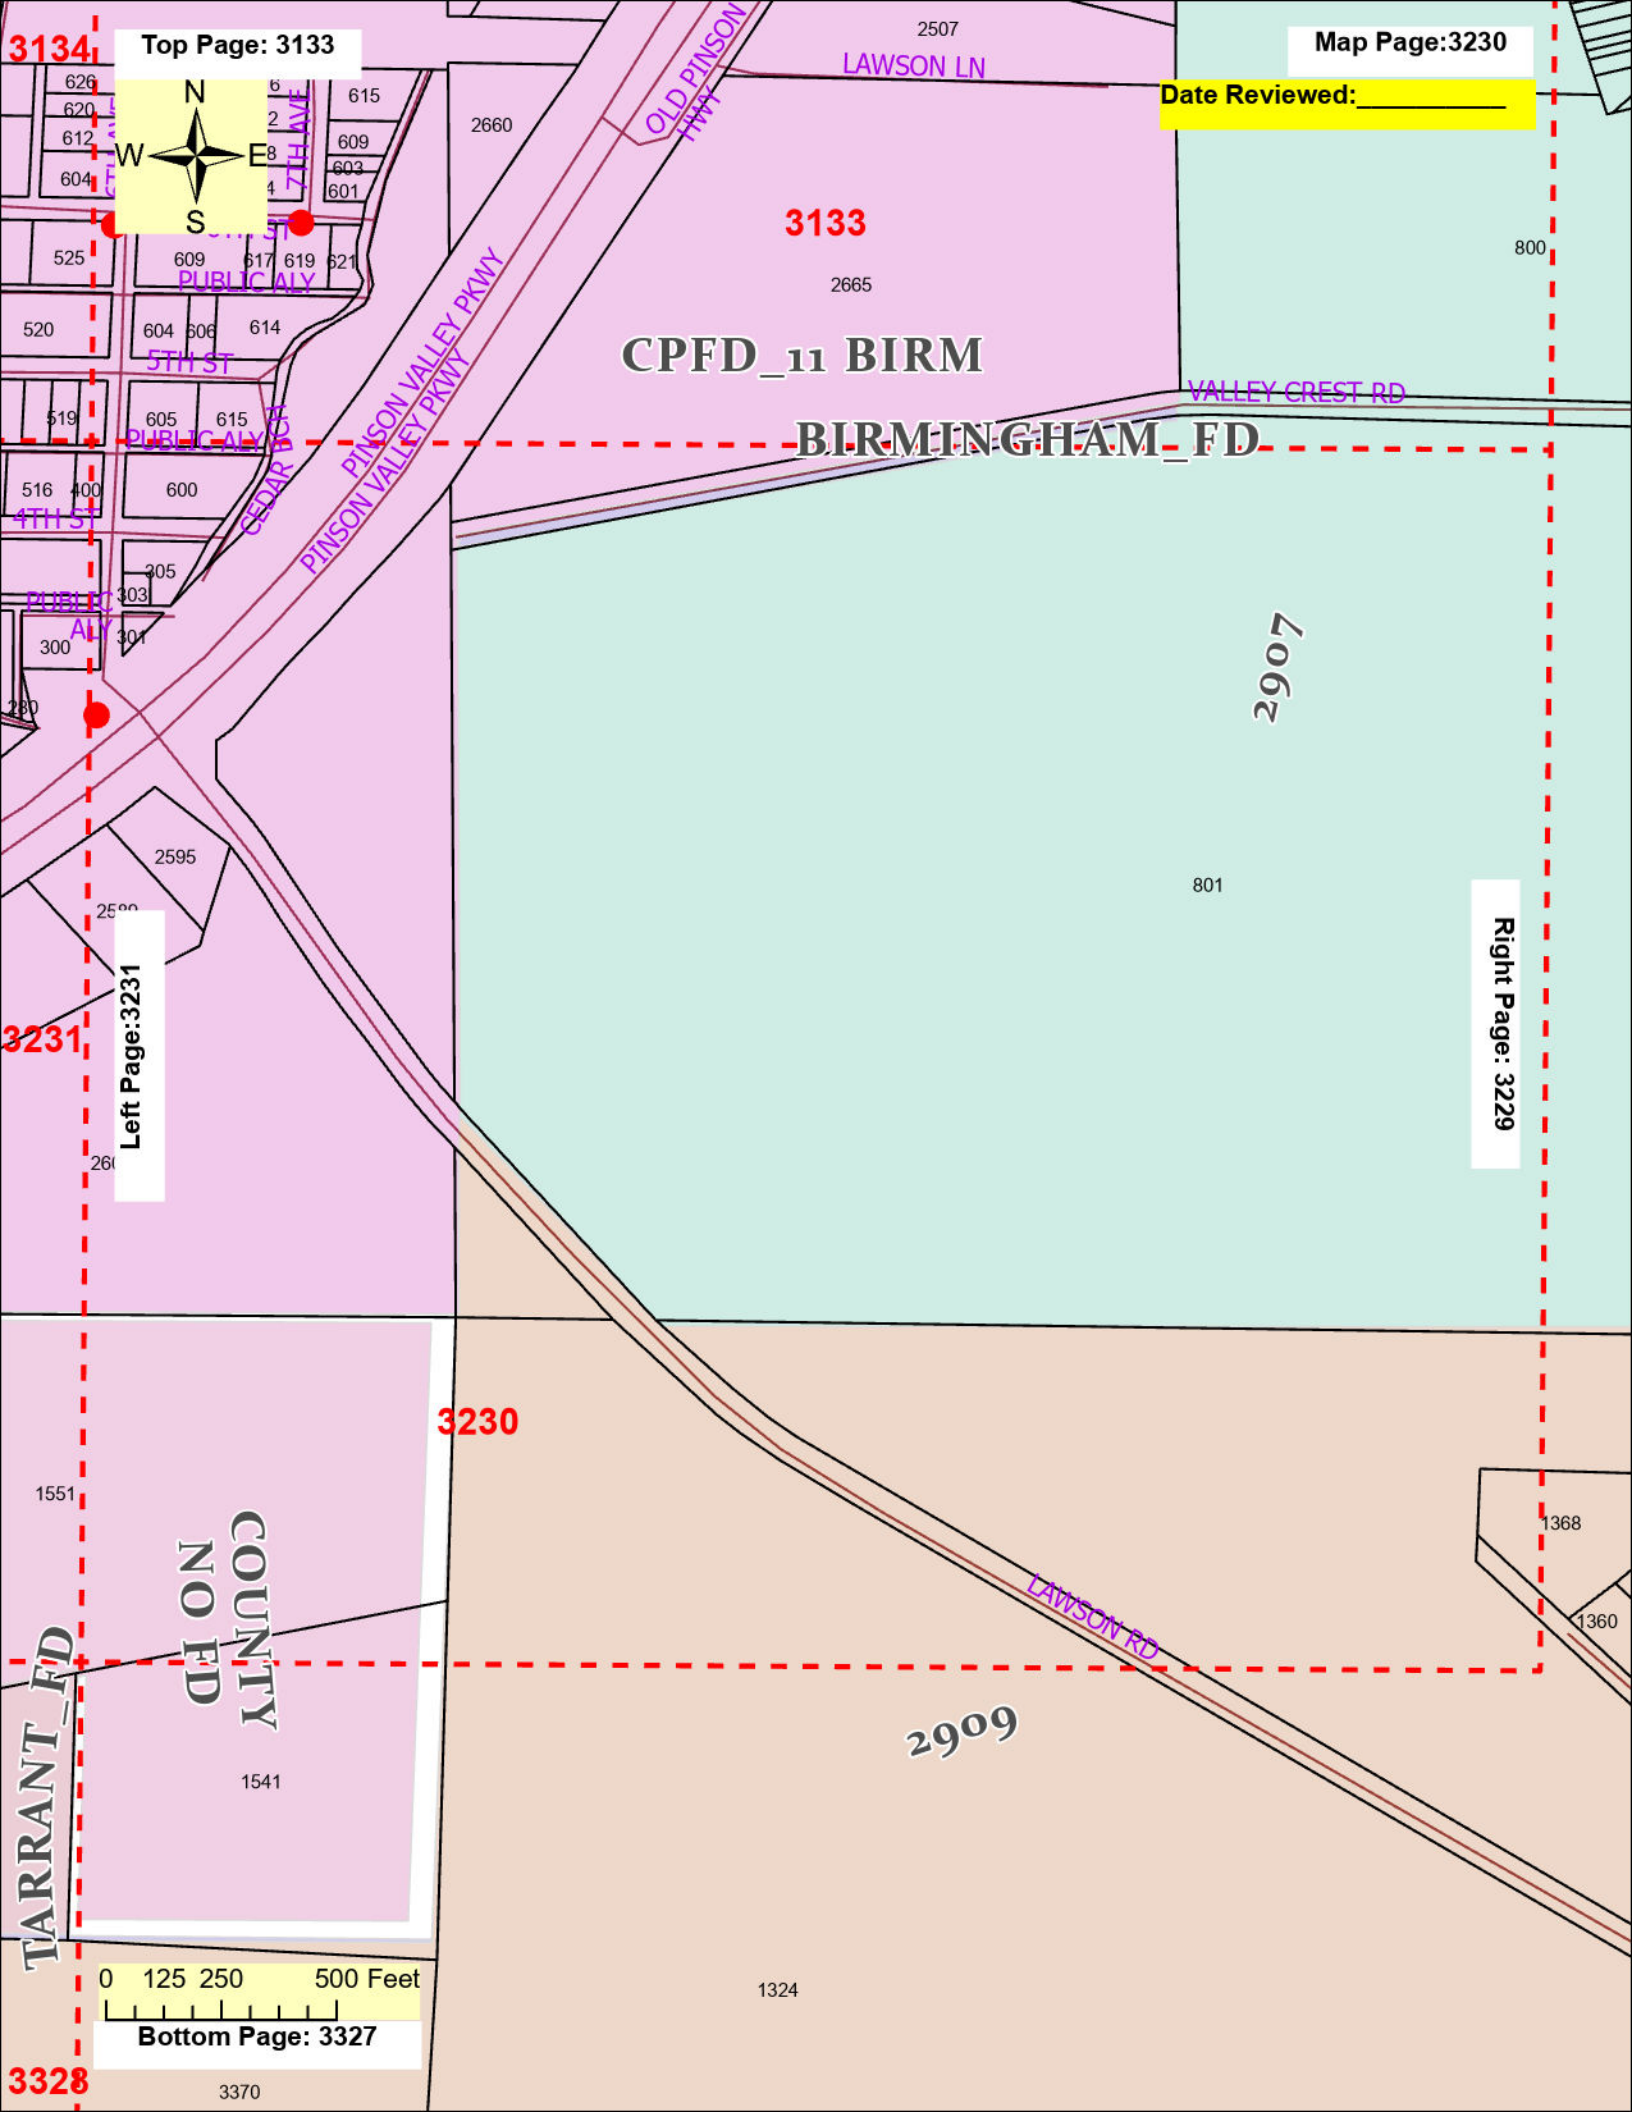 3134
Top Page: 3133
2507
Map Page:3230
LAWSON LN
Date Reviewed:__________
OLD PINSON
HWY
626
620
612
604
N
W
E
S
7TH AVE
615
609
603
601
2660
3133
2665
800
ST
525
609
617
619
621
PUBLIC ALY
520
604
606
614
5TH ST
PINSON VALLEY PKWY
PINSON VALLEY PKWY
CPFD_11 BIRM
VALLEY CREST RD
519
605
615
PUBLIC ALY
BIRMINGHAM_FD
CEDAR BCH
516
400
600
4TH ST
305
303
PUBLIC
ALY
301
300
280
2907
2595
801
Left Page:3231
Right Page: 3229
3231
3230
1551
COUNTY
NO FD
1368
1360
LAWSON RD
TARRANT_FD
2909
1541
0 125 250 500 Feet
1324
Bottom Page: 3327
3328
3370